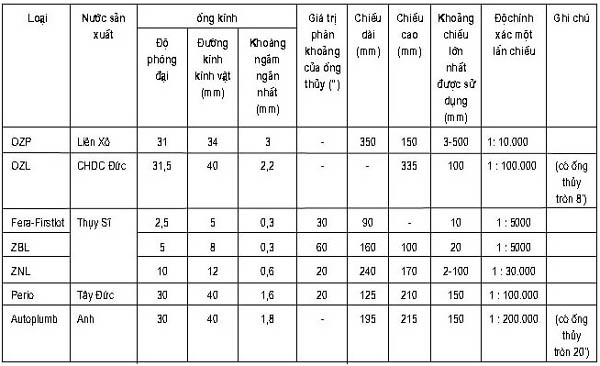 Loại
Nước sản
xuất
ống kính
Giá trị
phân
khoảng
của ống
thủy (")
Chiều
dài
(mm)
Chiều
cao
(mm)
Khoảng
chiếu
lớn
nhất
được sử
dụng
(mm)
Độchính
xác một
lần chiếu
Ghi chú
Độ
phóng
đại
Đường
kính
kính vật
(mm)
Khoảng
ngắm
ngắn
nhất
(mm)
OZP Liên Xô 31 34 3 - 350 150 3-500 1: 10.000
OZL CHDC Đức 31,5 40 2,2 - - 335 100 1 : 100.000 (có ống
thủy
tròn 8')
Fera-Firstlot Thụy Sĩ 2,5 5 0,3 30 90 - 10 1 : 5000
ZBL 5 8 0,3 60 160 100 20 1 : 5000
ZNL 10 12 0,6 20 240 170 2-100 1 : 30.000
Perio Tây Đức 30 40 1,6 20 125 210 150 1 : 100.000
Autoplumb Anh 30 40 1,8 - 195 215 150 1 : 200.000 (có ống
thủy
tròn 20')